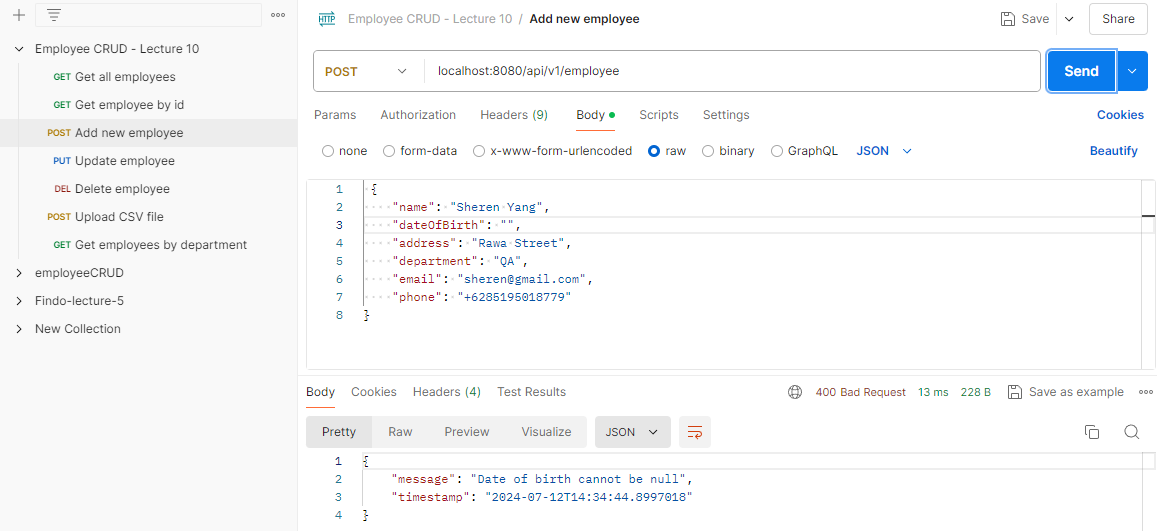 Employee CRUD - Lecture 10
GET Get all employees
GET Get employee by id
POST Add new employee
PUT Update employee
DEL Delete employee
POST Upload CSV file
GET Get employees by department
employeeCRUD
Findo-lecture-5
New Collection
HTTP Employee CRUD - Lecture 10 / Add new employee Save Share
POST localhost:8080/api/v1/employee Send
Params Authorization Headers (9) Body Scripts Settings Cookies
none form-data x-www-form-urlencoded raw binary GraphQL JSON Beautify
1 {
2 "name": "Sheren Yang",
3 "dateOfBirth": "",
4 "address": "Rawa Street",
5 "department": "QA",
6 "email": "sheren@gmail.com",
7 "phone": "+6285195018779"
8 }
Body Cookies Headers (4) Test Results 400 Bad Request 13 ms 228 B Save as example
Pretty Raw Preview Visualize JSON
1 {
2 "message": "Date of birth cannot be null",
3 "timestamp": "2024-07-12T14:34:44.8997018"
4 }